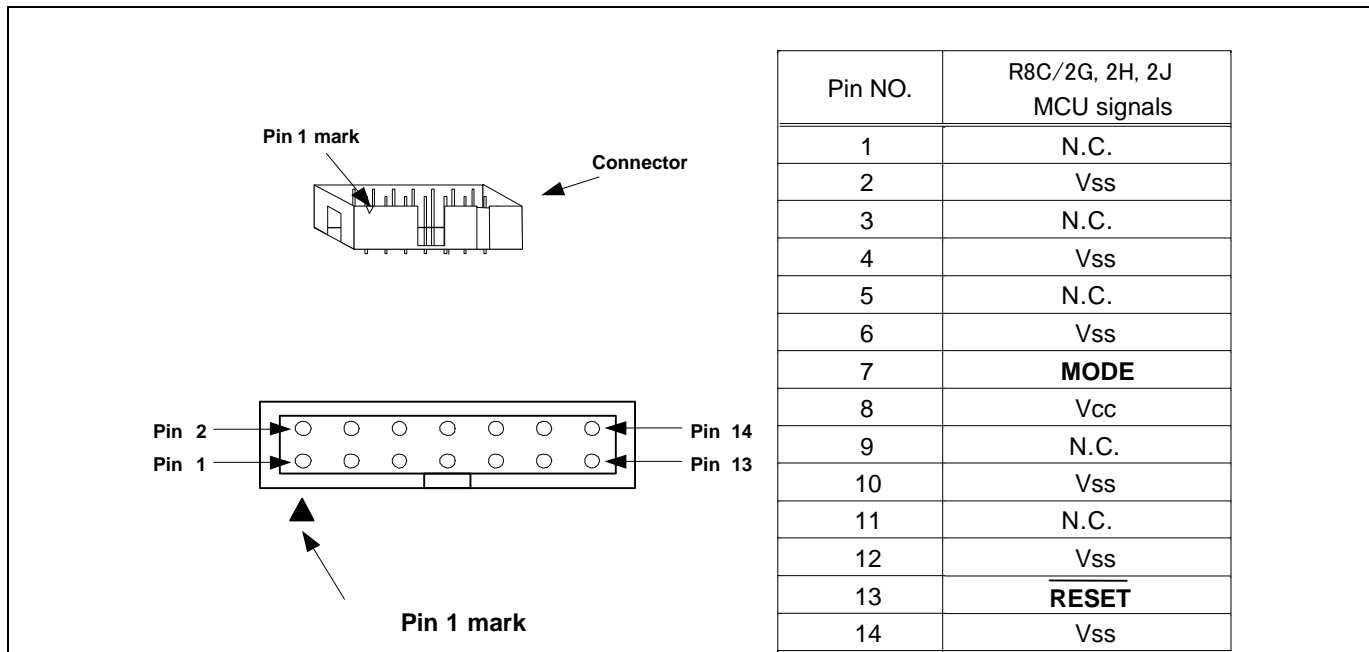 Pin 1 mark
Connector
Pin 2
Pin 1
Pin 14
Pin 13
Pin 1 mark
Pin NO. R8C/2G, 2H, 2J MCU signals
1 N.C.
2 Vss
3 N.C.
4 Vss
5 N.C.
6 Vss
7 MODE
8 Vcc
9 N.C.
10 Vss
11 N.C.
12 Vss
13 RESET
14 Vss